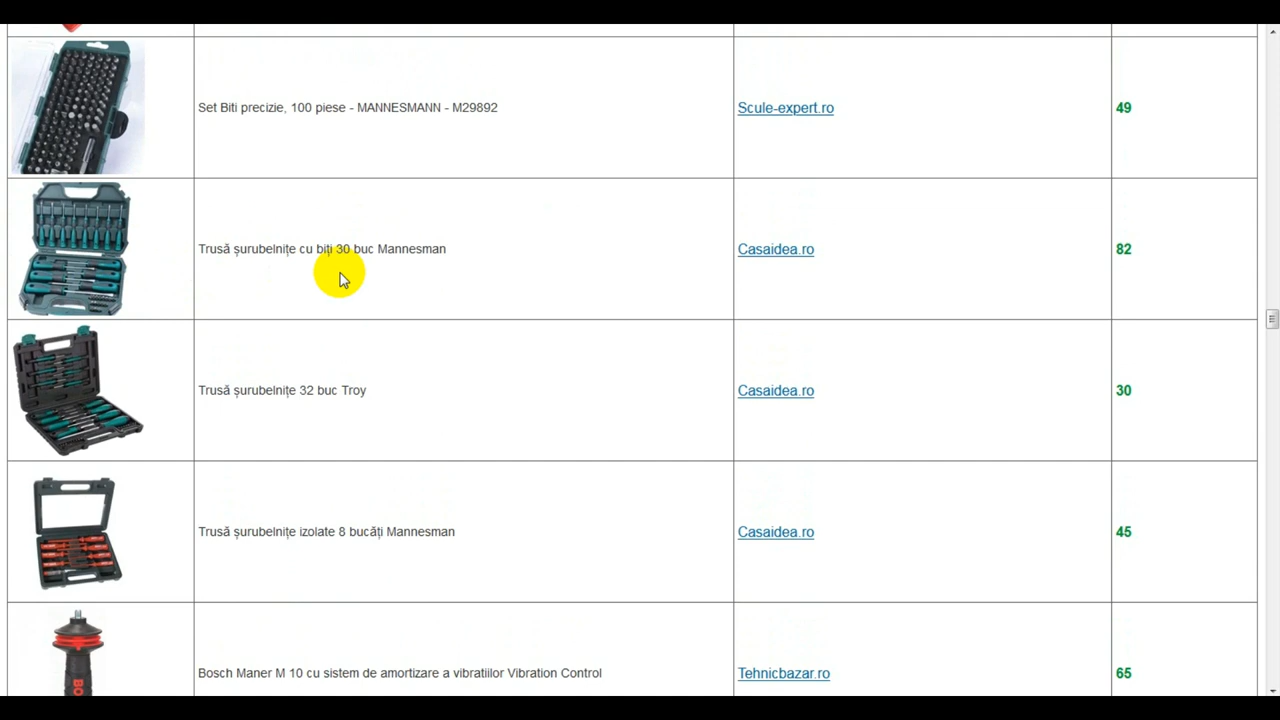 Set Biti precizie, 100 piese - MANNESMANN - M29892 Scule-expert.ro 49
Trusă șurubelnițe cu biți 30 buc Mannesman Casaidea.ro 82
Trusă șurubelnițe 32 buc Troy Casaidea.ro 30
Trusă șurubelnițe izolate 8 bucăți Mannesman Casaidea.ro 45
Bosch Maner M 10 cu sistem de amortizare a vibratiilor Vibration Control Tehnicbazar.ro 65
BO